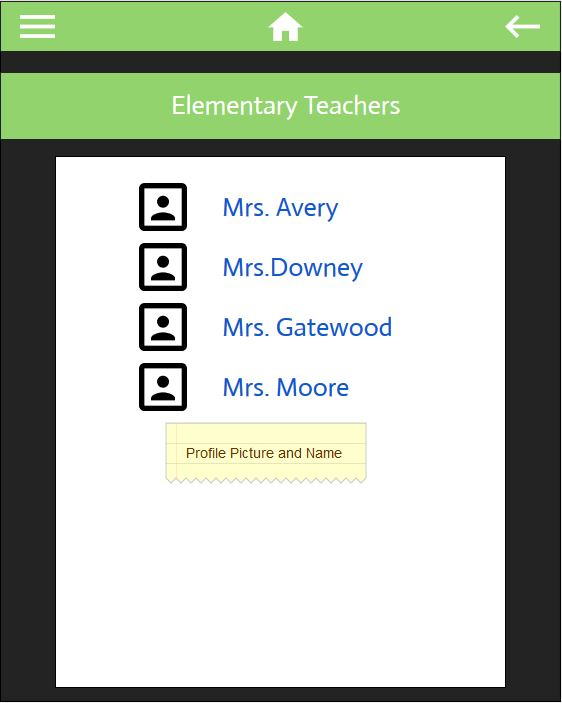 Elementary Teachers
Mrs. Avery
Mrs.Downey
Mrs. Gatewood
Mrs. Moore
Profile Picture and Name